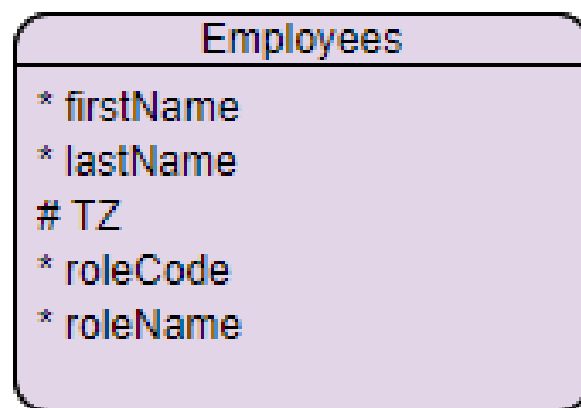 Employees
* firstName
* lastName
# TZ
* roleCode
* roleName